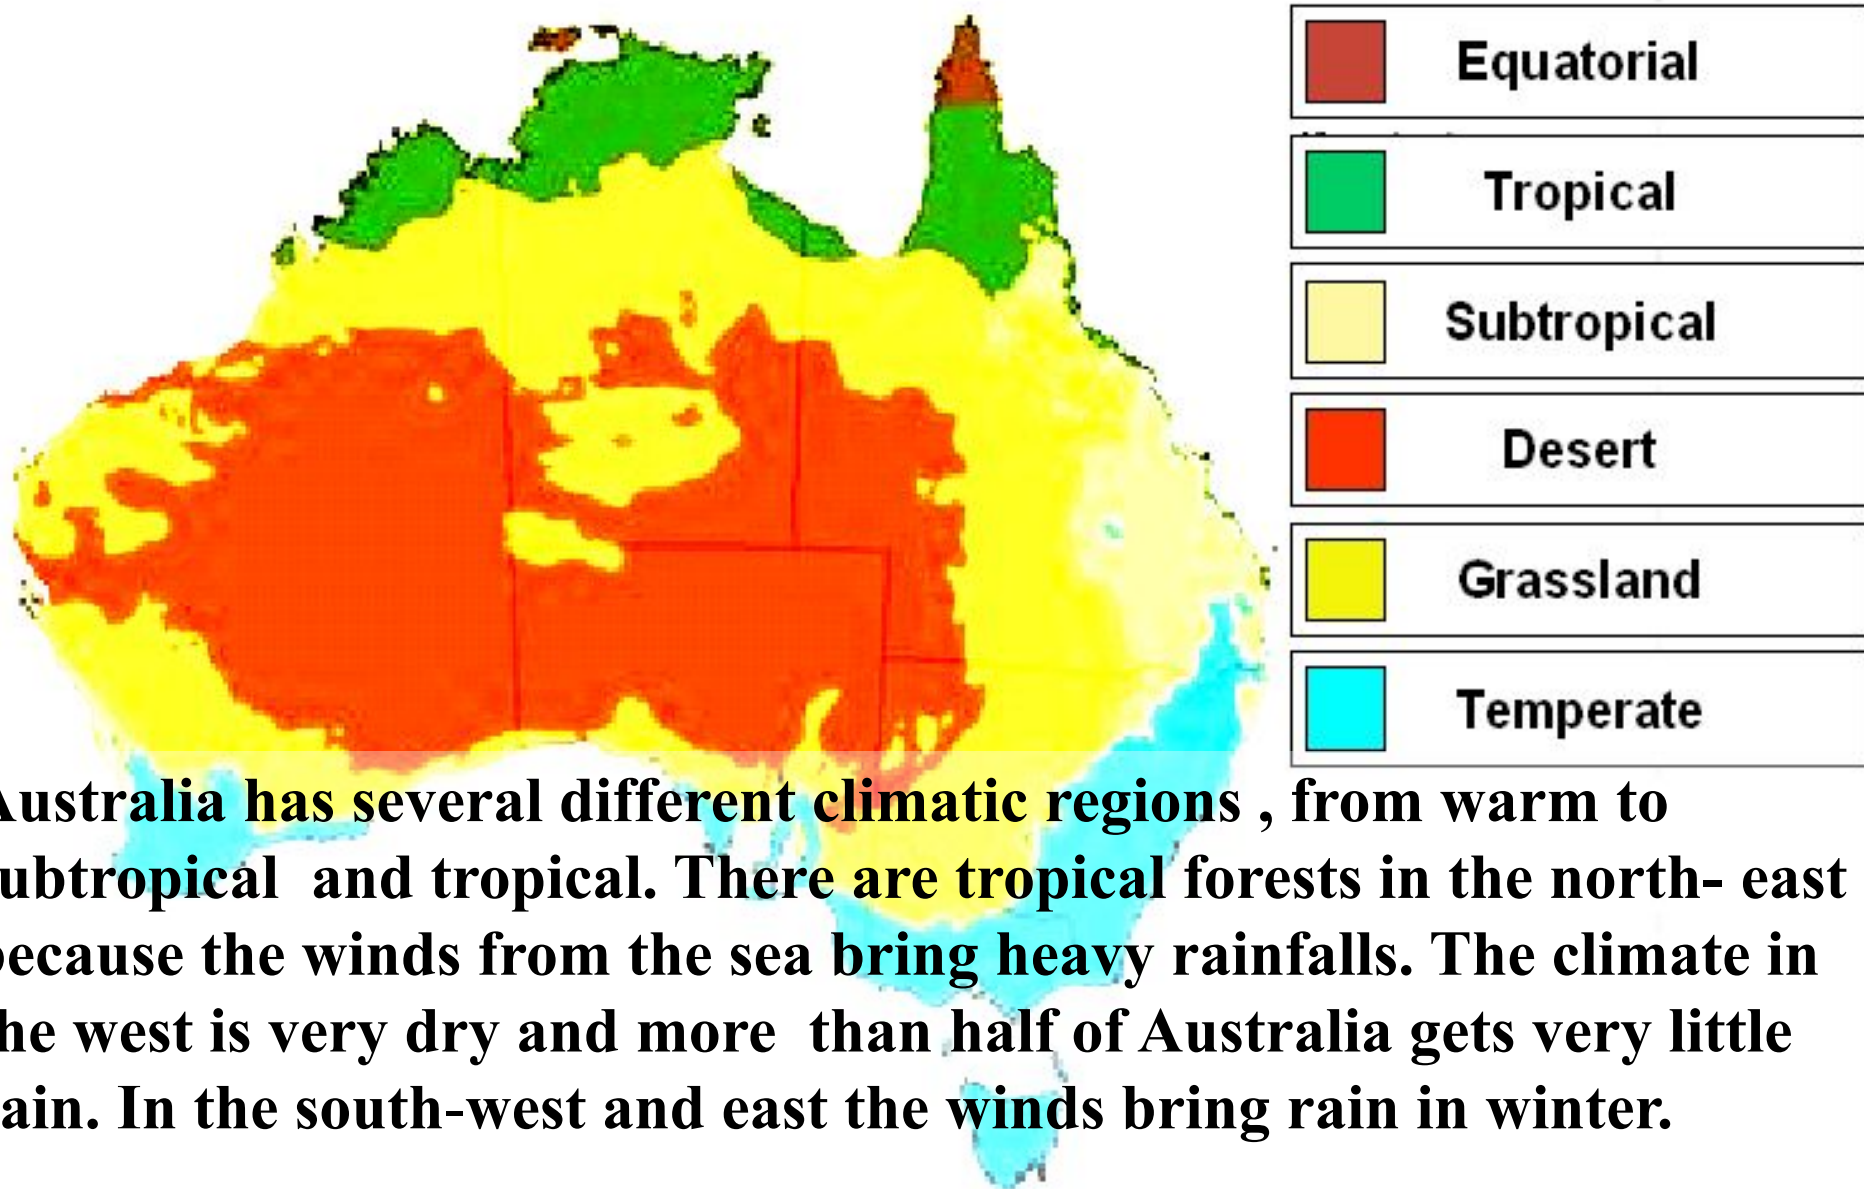 Equatorial
Tropical
Subtropical
Desert
Grassland
Temperate
Australia has several different climatic regions , from warm to
ubtropical and tropical. There are tropical forests in the north- east
because the winds from the sea bring heavy rainfalls. The climate in
he west is very dry and more than half of Australia gets very little
ain. In the south-west and east the winds bring rain in winter.